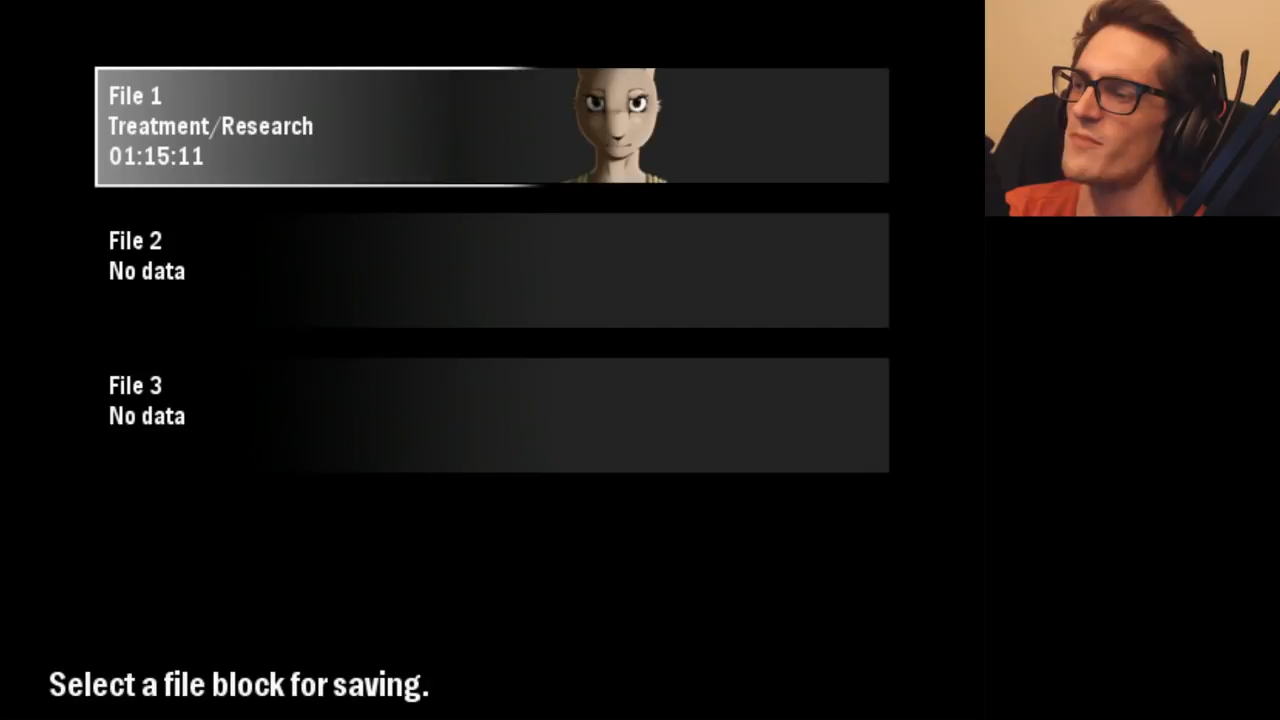 File 1
Treatment/Research
01:15:11
File 2
No data
File 3
No data
Select a file block for saving.